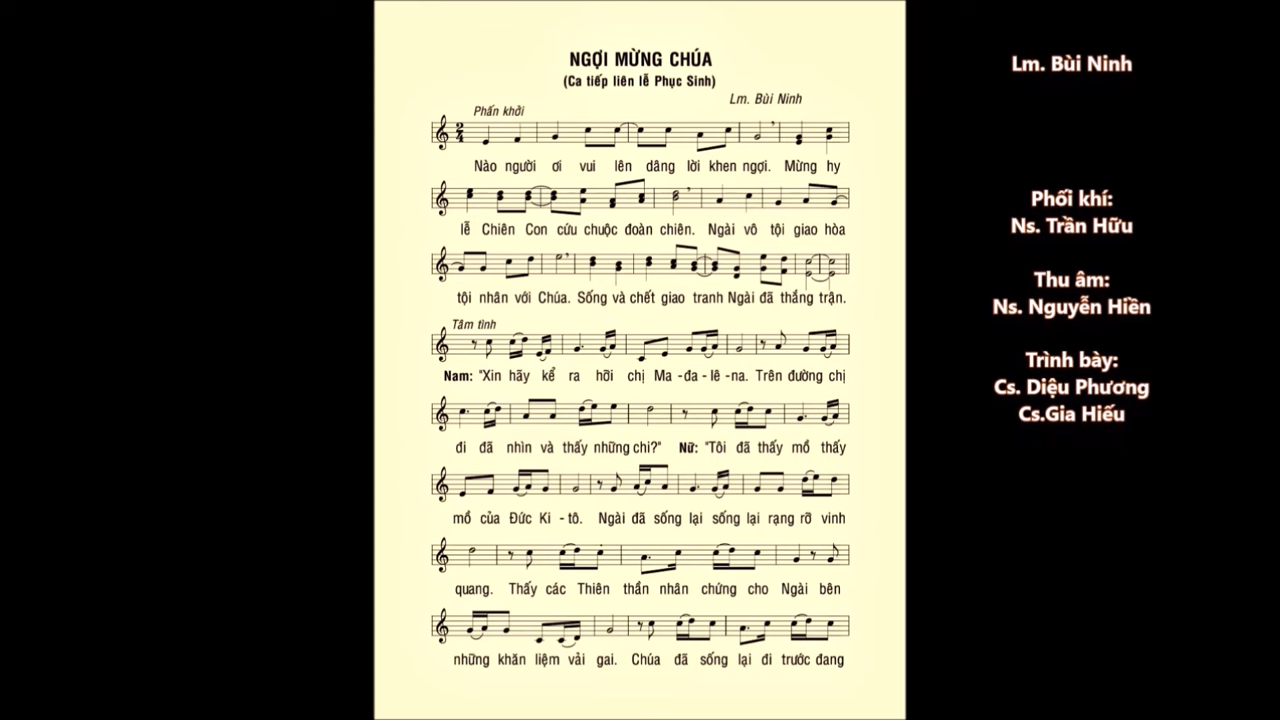 NGỢI MỪNG CHÚA
(Ca tiếp liên lễ Phục Sinh)
Lm. Bùi Ninh
Phấn khởi
2
4
Nào người ơi vui lên dâng lời khen ngợi. Mừng hy
lễ Chiên Con cứu chuộc đoàn chiên. Ngài vô tội giao hòa
tội nhân với Chúa. Sống và chết giao tranh Ngài đã thắng trận.
Tâm tình
Nam: "Xin hãy kể ra hỡi chị Ma -đa-lê -na. Trên đường chị
đi đã nhìn và thấy những chi?" Nữ: "Tôi đã thấy mồ thấy
mồ của Đức Ki -tô. Ngài đã sống lại sống lại rạng rỡ vinh
quang. Thấy các Thiên thần nhân chứng cho Ngài bên
những khăn liệm vải gai. Chúa đã sống lại đi trước đang
Lm. Bùi Ninh
Phối khí:
Ns. Trần Hữu
Thu âm:
Ns. Nguyễn Hiền
Trình bày:
Cs. Diệu Phương
Cs.Gia Hiếu